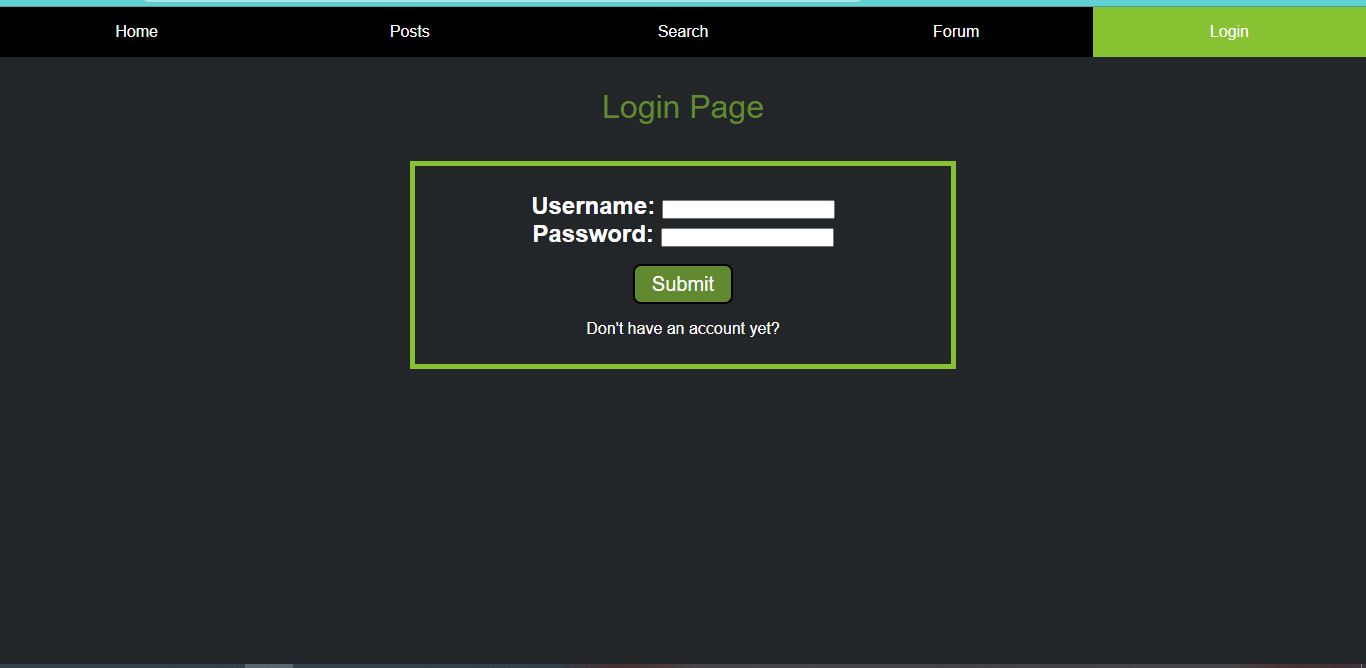 Home Posts Search Forum Login
Login Page
Username:
Password:
Submit
Don't have an account yet?